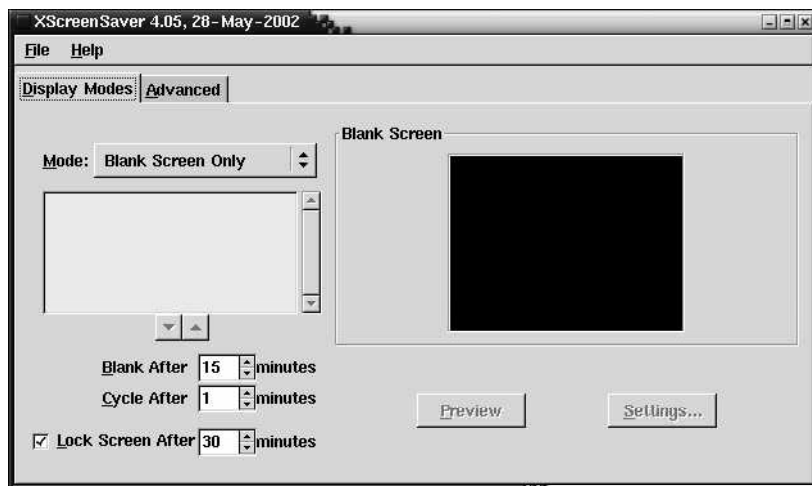 XScreenSaver 4.05, 28-May-2002
File Help
Display Modes Advanced
Mode: Blank Screen Only
Blank Screen
Blank After 15 minutes
Cycle After 1 minutes
Lock Screen After 30 minutes
Preview Settings...